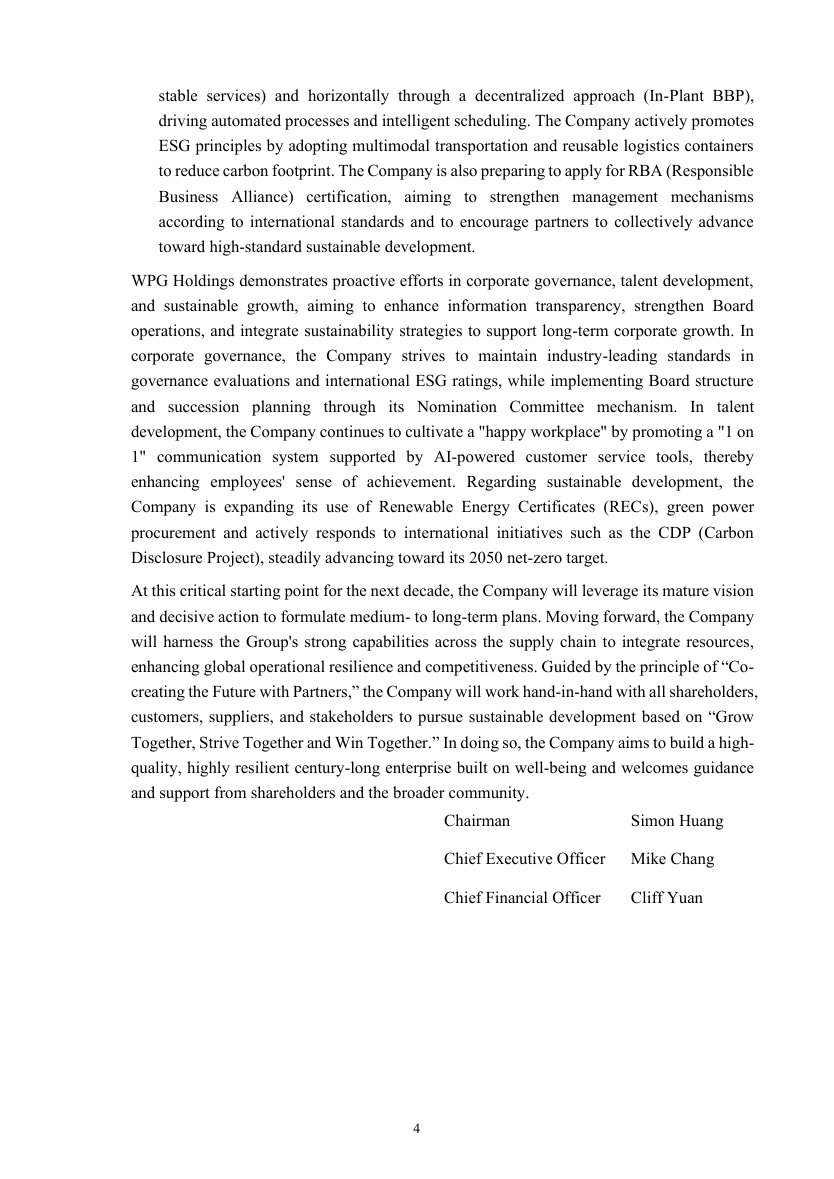 stable services) and horizontally through a decentralized approach (In-Plant BBP),
driving automated processes and intelligent scheduling. The Company actively promotes
ESG principles by adopting multimodal transportation and reusable logistics containers
to reduce carbon footprint. The Company is also preparing to apply for RBA (Responsible
Business Alliance) certification, aiming to strengthen management mechanisms
according to international standards and to encourage partners to collectively advance
toward high-standard sustainable development.
WPG Holdings demonstrates proactive efforts in corporate governance, talent development,
and sustainable growth, aiming to enhance information transparency, strengthen Board
operations, and integrate sustainability strategies to support long-term corporate growth. In
corporate governance, the Company strives to maintain industry-leading standards in
governance evaluations and international ESG ratings, while implementing Board structure
and succession planning through its Nomination Committee mechanism. In talent
development, the Company continues to cultivate a "happy workplace" by promoting a "1 on
1" communication system supported by AI-powered customer service tools, thereby
enhancing employees' sense of achievement. Regarding sustainable development, the
Company is expanding its use of Renewable Energy Certificates (RECs), green power
procurement and actively responds to international initiatives such as the CDP (Carbon
Disclosure Project), steadily advancing toward its 2050 net-zero target.
At this critical starting point for the next decade, the Company will leverage its mature vision
and decisive action to formulate medium- to long-term plans. Moving forward, the Company
will harness the Group's strong capabilities across the supply chain to integrate resources,
enhancing global operational resilience and competitiveness. Guided by the principle of “Co-
creating the Future with Partners,” the Company will work hand-in-hand with all shareholders,
customers, suppliers, and stakeholders to pursue sustainable development based on “Grow
Together, Strive Together and Win Together.” In doing so, the Company aims to build a high-
quality, highly resilient century-long enterprise built on well-being and welcomes guidance
and support from shareholders and the broader community.
Chairman Simon Huang
Chief Executive Officer Mike Chang
Chief Financial Officer Cliff Yuan
4